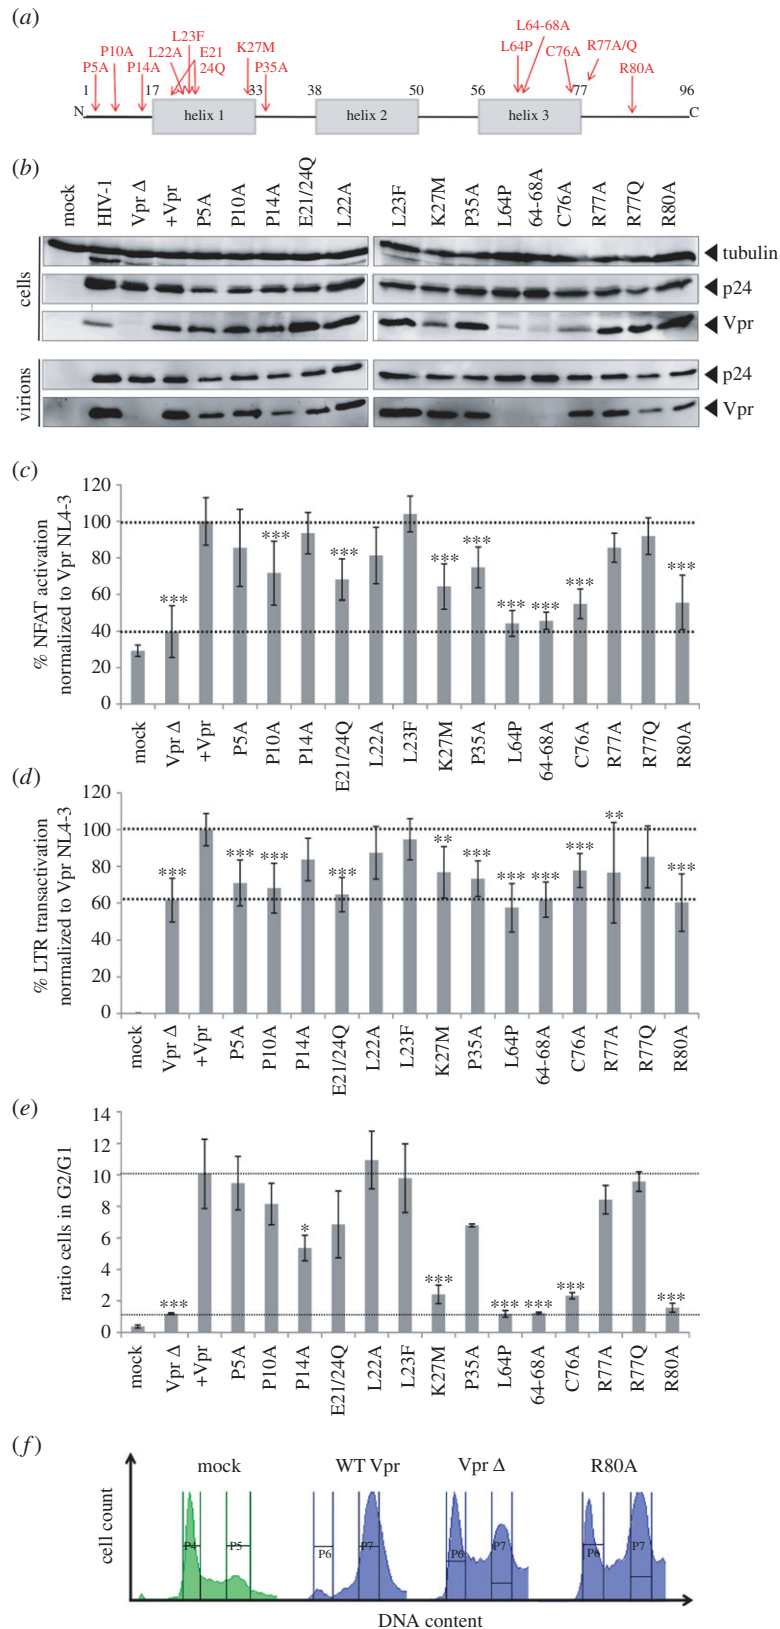 (a)
L23F
L64-68A
P10A
L22A
E21
K27M
L64P
R77A/Q
P5A
P14A
24Q
P35A
C76A
R80A
1
17
33
38
50
56
77
96
N
helix 1
helix 2
helix 3
C
(b)
mock
HIV-1
Vpr Δ
+Vpr
P5A
P10A
P14A
E21/24Q
L22A
L23F
K27M
P35A
L64P
64-68A
C76A
R77A
R77Q
R80A
cells
tubulin
p24
Vpr
virions
p24
Vpr
(c)
% NFAT activation
normalized to Vpr NL4-3
120
100
80
60
40
20
0
***
***
***
***
***
***
***
***
***
mock
Vpr Δ
+Vpr
P5A
P10A
P14A
E21/24Q
L22A
L23F
K27M
P35A
L64P
64-68A
C76A
R77A
R77Q
R80A
(d)
% LTR transactivation
normalized to Vpr NL4-3
120
100
80
60
40
20
0
***
***
***
***
**
***
***
***
***
**
***
mock
Vpr Δ
+Vpr
P5A
P10A
P14A
E21/24Q
L22A
L23F
K27M
P35A
L64P
64-68A
C76A
R77A
R77Q
R80A
(e)
ratio cells in G2/G1
14
12
10
8
6
4
2
0
***
*
***
***
***
***
***
mock
Vpr Δ
+Vpr
P5A
P10A
P14A
E21/24Q
L22A
L23F
K27M
P35A
L64P
64-68A
C76A
R77A
R77Q
R80A
(f)
cell count
mock
WT Vpr
Vpr Δ
R80A
P4
P5
P6
P7
P6
P7
P6
P7
DNA content